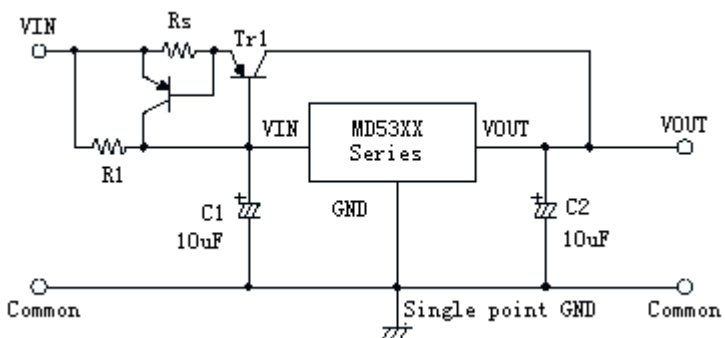 VIN
Rs
Tr1
R1
VIN
MD53XX
Series
VOUT
VOUT
C1
10uF
GND
C2
10uF
Common
Single point GND
Common